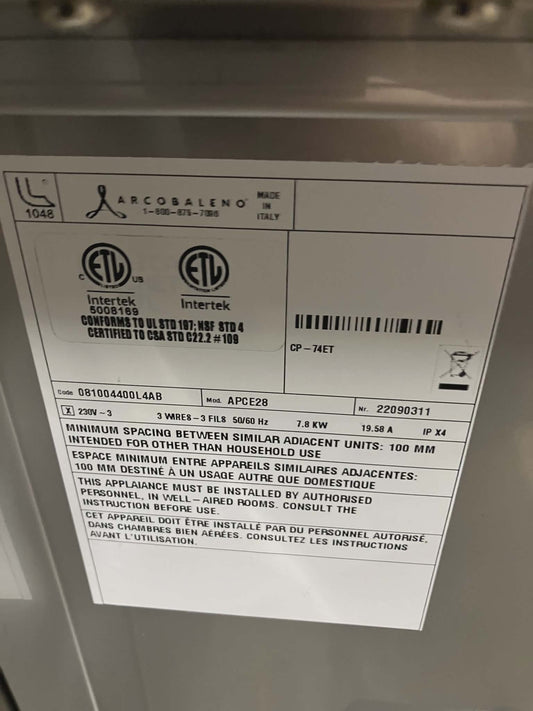 1048
ARCOBALENO
1-800-875-7096
MADE
IN
ITALY
ETL
C US
Intertek
5008169
ETL
Intertek
CONFORMS TO UL STD 197; NSF STD 4
CERTIFIED TO CSA STD C22.2 #109
CP-74ET
Code 081004400L4AB
Mod. APCE28
Nr. 22090311
X 230V~3 3 WIRES-3 FILS 50/60 Hz 7.8 KW 19.58 A IP X4
MINIMUM SPACING BETWEEN SIMILAR ADIACENT UNITS: 100 MM
INTENDED FOR OTHER THAN HOUSEHOLD USE
ESPACE MINIMUM ENTRE APPAREILS SIMILAIRES ADJACENTES:
100 MM DESTINÉ À UN USAGE AUTRE QUE DOMESTIQUE
THIS APPLAIANCE MUST BE INSTALLED BY AUTHORISED
PERSONNEL, IN WELL-AIRED ROOMS. CONSULT THE
INSTRUCTION BEFORE USE.
CET APPAREIL DOIT ÊTRE INSTALLÉ PAR DU PERSONNEL AUTORISÉ,
DANS CHAMBRES BIEN AÉRÉES. CONSULTEZ LES INSTRUCTIONS
AVANT L'UTILISATION.